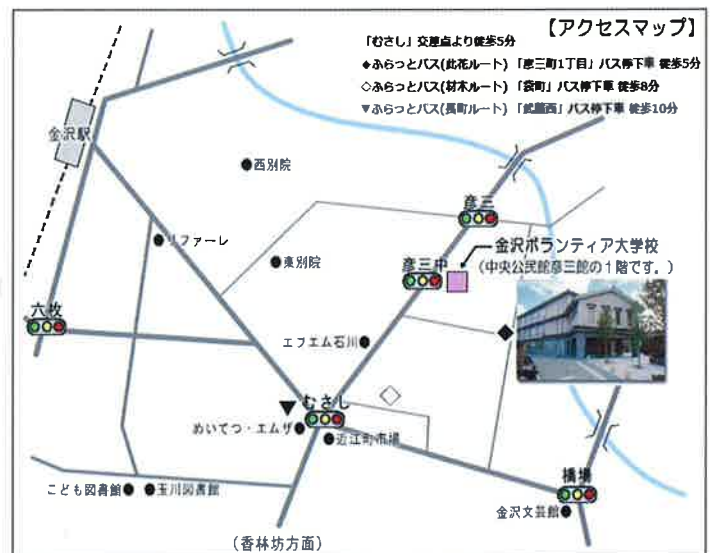 【アクセスマップ】
「むさし」交差点より徒歩5分
◆ふらっとバス(此花ルート)「彦三町1丁目」バス停下車 徒歩5分
◇ふらっとバス(材木ルート)「袋町」バス停下車 徒歩8分
▼ふらっとバス(長町ルート)「武蔵西」バス停下車 徒歩10分
金沢駅
西別院
彦三
リファーレ
東別院
金沢ボランティア大学校
(中央公民館彦三館の1階です。)
彦三中
六枚
エフエム石川
むさし
めいてつ・エムザ
近江町市場
橋場
こども図書館
玉川図書館
金沢文芸館
(香林坊方面)